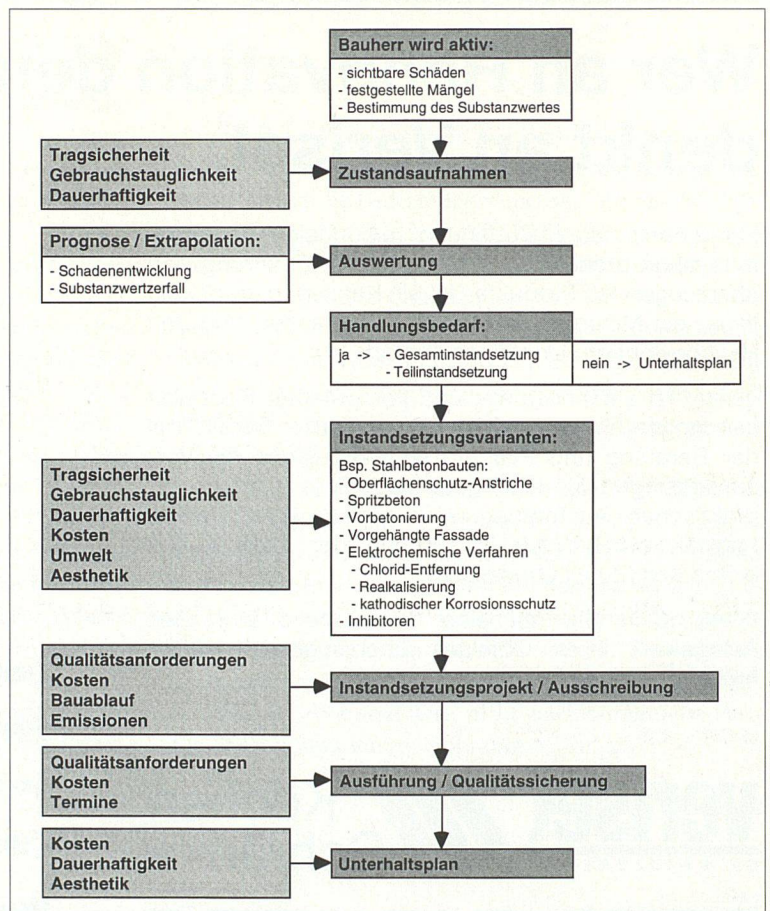 Bauherr wird aktiv:
- sichtbare Schäden
- festgestellte Mängel
- Bestimmung des Substanzwertes
Tragsicherheit
Gebrauchstauglichkeit
Dauerhaftigkeit
Zustandsaufnahmen
Prognose / Extrapolation:
- Schadenentwicklung
- Substanzwertzerfall
Auswertung
Handlungsbedarf:
ja -> - Gesamtinstandsetzung
- Teilinstandsetzung
nein -> Unterhaltsplan
Instandsetzungsvarianten:
Bsp. Stahlbetonbauten:
- Oberflächenschutz-Anstriche
- Spritzbeton
- Vorbetonierung
- Vorgehängte Fassade
- Elektrochemische Verfahren
- Chlorid-Entfernung
- Realkalisierung
- kathodischer Korrosionsschutz
- Inhibitoren
Tragsicherheit
Gebrauchstauglichkeit
Dauerhaftigkeit
Kosten
Umwelt
Aesthetik
Qualitätsanforderungen
Kosten
Bauablauf
Emissionen
Instandsetzungsprojekt / Ausschreibung
Qualitätsanforderungen
Kosten
Termine
Ausführung / Qualitätssicherung
Kosten
Dauerhaftigkeit
Aesthetik
Unterhaltsplan